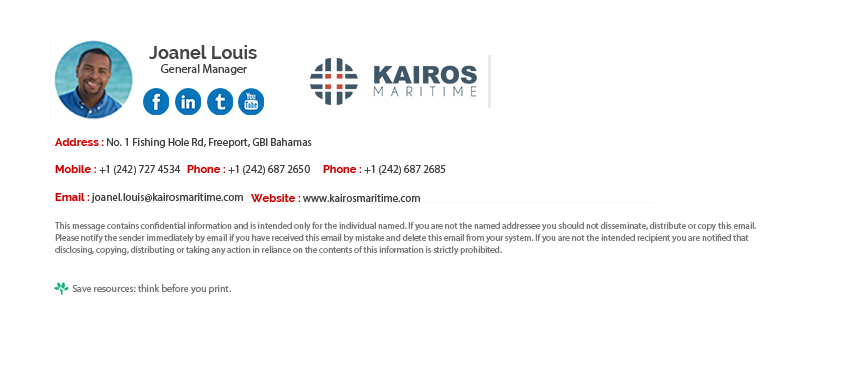 Joanel Louis
General Manager
KAIROS
MARITIME
f in t You Tube
Address : No. 1 Fishing Hole Rd, Freeport, GBI Bahamas
Mobile : +1 (242) 727 4534 Phone : +1 (242) 687 2650 Phone : +1 (242) 687 2685
Email : joanel.louis@kairosmaritime.com Website : www.kairosmaritime.com
This message contains confidential information and is intended only for the individual named. If you are not the named addressee you should not disseminate, distribute or copy this email.
Please notify the sender immediately by email if you have received this email by mistake and delete this email from your system. If you are not the intended recipient you are notified that
disclosing, copying, distributing or taking any action in reliance on the contents of this information is strictly prohibited.
Save resources: think before you print.